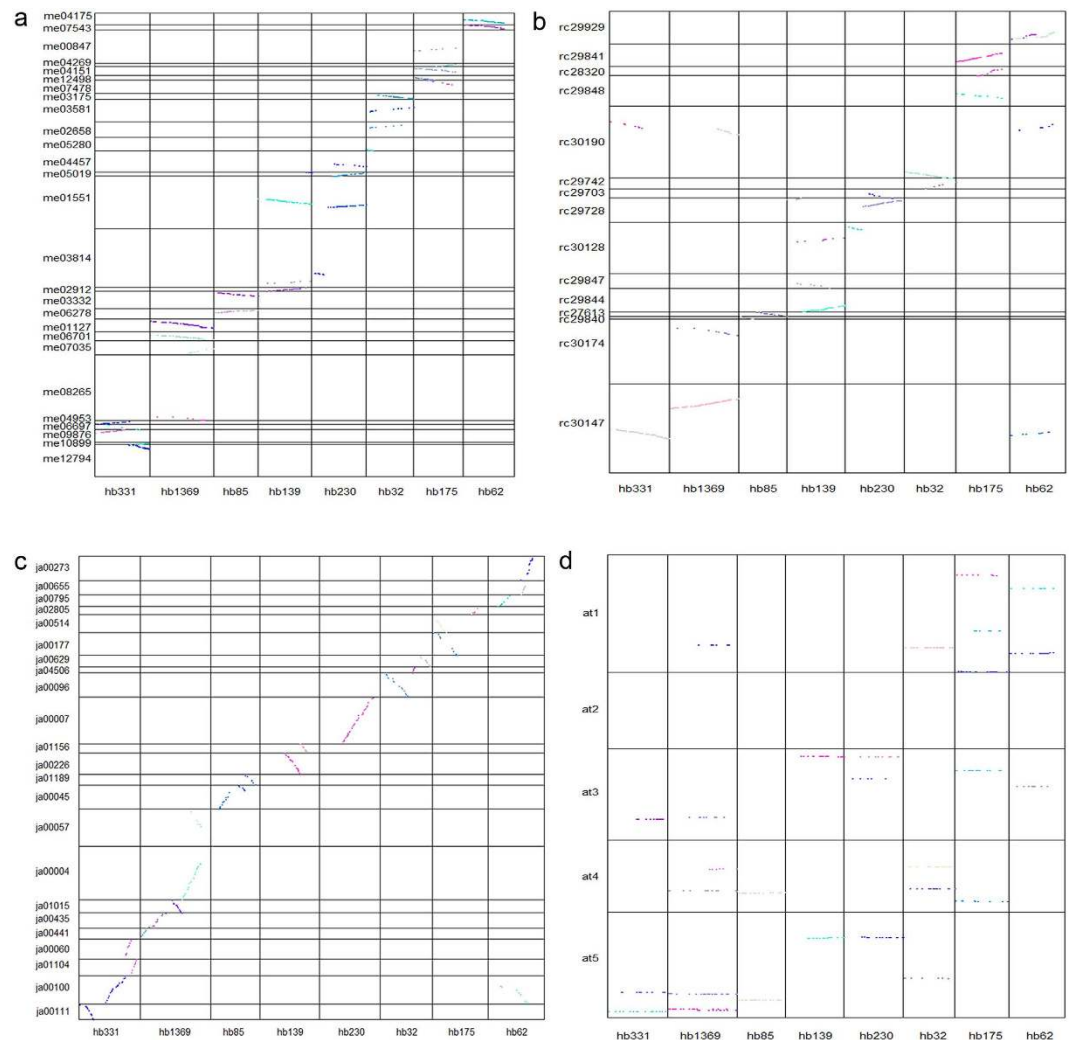 a
me04175
me07543
me00847
me04269
me04151
me12498
me07478
me03175
me03581
me02658
me05280
me04457
me05019
me01551
me03814
me02912
me03332
me06278
me01127
me06701
me07035
me08265
me04953
me06697
me09876
me10899
me12794
hb331 hb1369 hb85 hb139 hb230 hb32 hb175 hb62
b
rc29929
rc29841
rc28320
rc29848
rc30190
rc29742
rc29703
rc29728
rc30128
rc29847
rc29844
rc27613
rc29840
rc30174
rc30147
hb331 hb1369 hb85 hb139 hb230 hb32 hb175 hb62
c
ja00273
ja00655
ja00795
ja02805
ja00514
ja00177
ja00629
ja04506
ja00096
ja00007
ja01156
ja00226
ja01189
ja00045
ja00057
ja00004
ja01015
ja00435
ja00441
ja00060
ja01104
ja00100
ja00111
hb331 hb1369 hb85 hb139 hb230 hb32 hb175 hb62
d
at1
at2
at3
at4
at5
hb331 hb1369 hb85 hb139 hb230 hb32 hb175 hb62